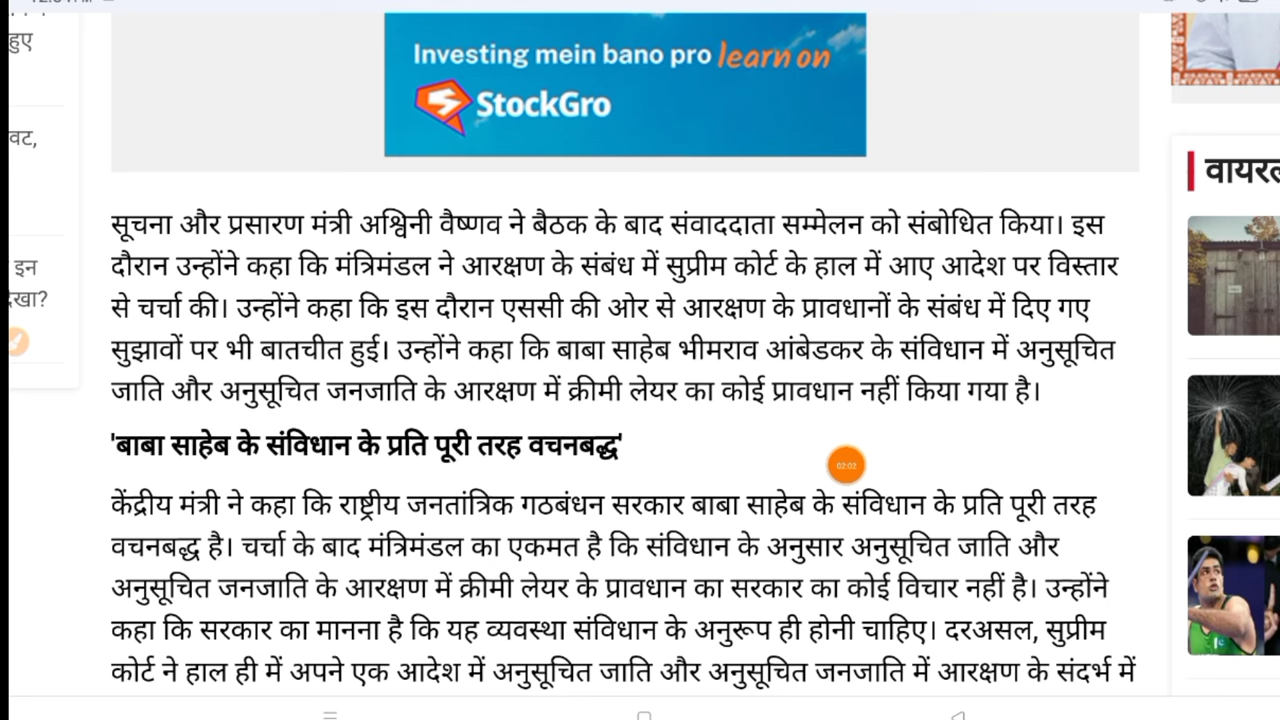 हुए
वट,
इन
Investing mein bano pro learn on
StockGro
वायरल
सूचना और प्रसारण मंत्री अश्विनी वैष्णव ने बैठक के बाद संवाददाता सम्मेलन को संबोधित किया। इस
दौरान उन्होंने कहा कि मंत्रिमंडल ने आरक्षण के संबंध में सुप्रीम कोर्ट के हाल में आए आदेश पर विस्तार
से चर्चा की। उन्होंने कहा कि इस दौरान एससी की ओर से आरक्षण के प्रावधानों के संबंध में दिए गए
सुझावों पर भी बातचीत हुई। उन्होंने कहा कि बाबा साहेब भीमराव आंबेडकर के संविधान में अनुसूचित
जाति और अनुसूचित जनजाति के आरक्षण में क्रीमी लेयर का कोई प्रावधान नहीं किया गया है।
'बाबा साहेब के संविधान के प्रति पूरी तरह वचनबद्ध'
02:02
केंद्रीय मंत्री ने कहा कि राष्ट्रीय जनतांत्रिक गठबंधन सरकार बाबा साहेब के संविधान के प्रति पूरी तरह
वचनबद्ध है। चर्चा के बाद मंत्रिमंडल का एकमत है कि संविधान के अनुसार अनुसूचित जाति और
अनुसूचित जनजाति के आरक्षण में क्रीमी लेयर के प्रावधान का सरकार का कोई विचार नहीं है। उन्होंने
कहा कि सरकार का मानना है कि यह व्यवस्था संविधान के अनुरूप ही होनी चाहिए। दरअसल, सुप्रीम
कोर्ट ने हाल ही में अपने एक आदेश में अनुसूचित जाति और अनुसूचित जनजाति में आरक्षण के संदर्भ में